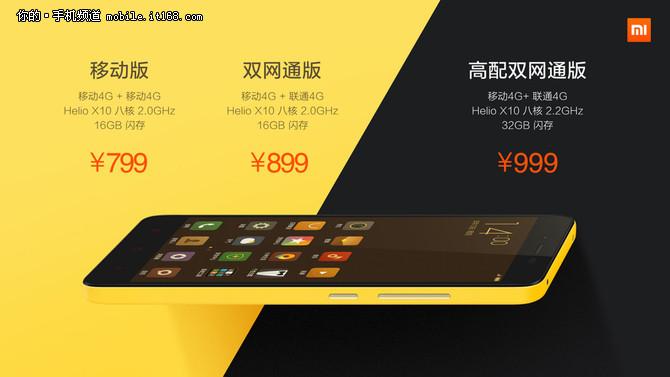 你的·手机频道 mobile.it168.com
mi
移动版
移动4G + 移动4G
Helio X10 八核 2.0GHz
16GB 闪存
¥799
双网通版
移动4G + 联通4G
Helio X10 八核 2.0GHz
16GB 闪存
¥899
高配双网通版
移动4G+ 联通4G
Helio X10 八核 2.2GHz
32GB 闪存
¥999
14:00